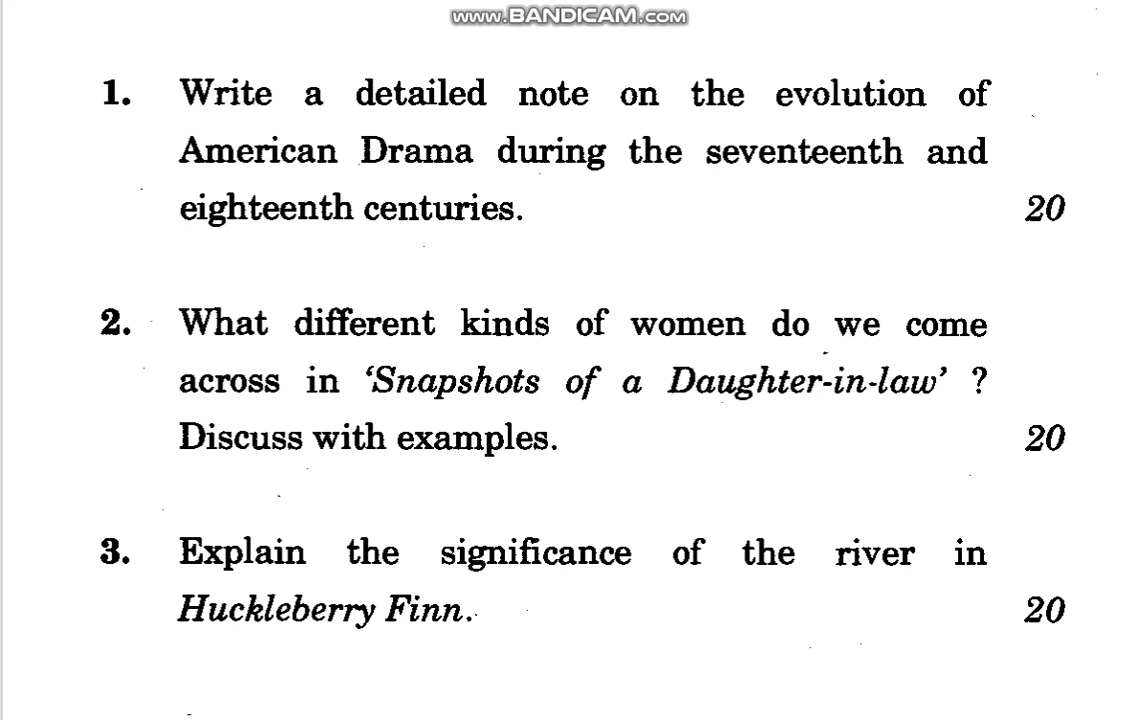 www.BANDICAM.com
1. Write a detailed note on the evolution of
American Drama during the seventeenth and
eighteenth centuries. 20
2. What different kinds of women do we come
across in ‘Snapshots of a Daughter-in-law’ ?
Discuss with examples. 20
3. Explain the significance of the river in
Huckleberry Finn. 20